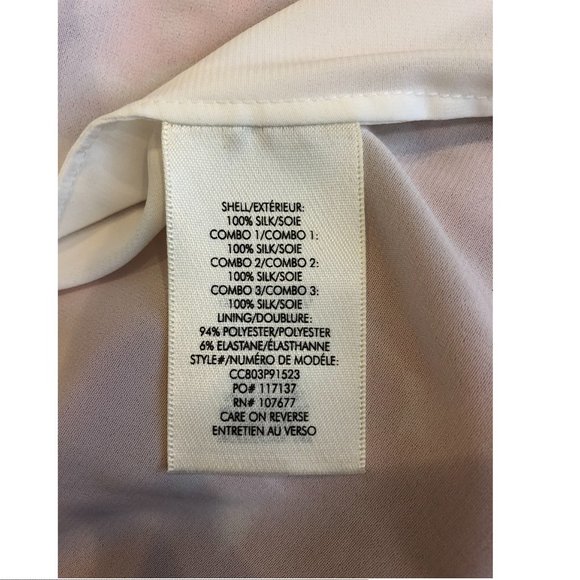 SHELL/EXTÉRIEUR:
100% SILK/SOIE
COMBO 1/COMBO 1:
100% SILK/SOIE
COMBO 2/COMBO 2:
100% SILK/SOIE
COMBO 3/COMBO 3:
100% SILK/SOIE
LINING/DOUBLURE:
94% POLYESTER/POLYESTER
6% ELASTANE/ÉLASTHANNE
STYLE#/NUMÉRO DE MODÉLE:
CC803P91523
PO# 117137
RN# 107677
CARE ON REVERSE
ENTRETIEN AU VERSO